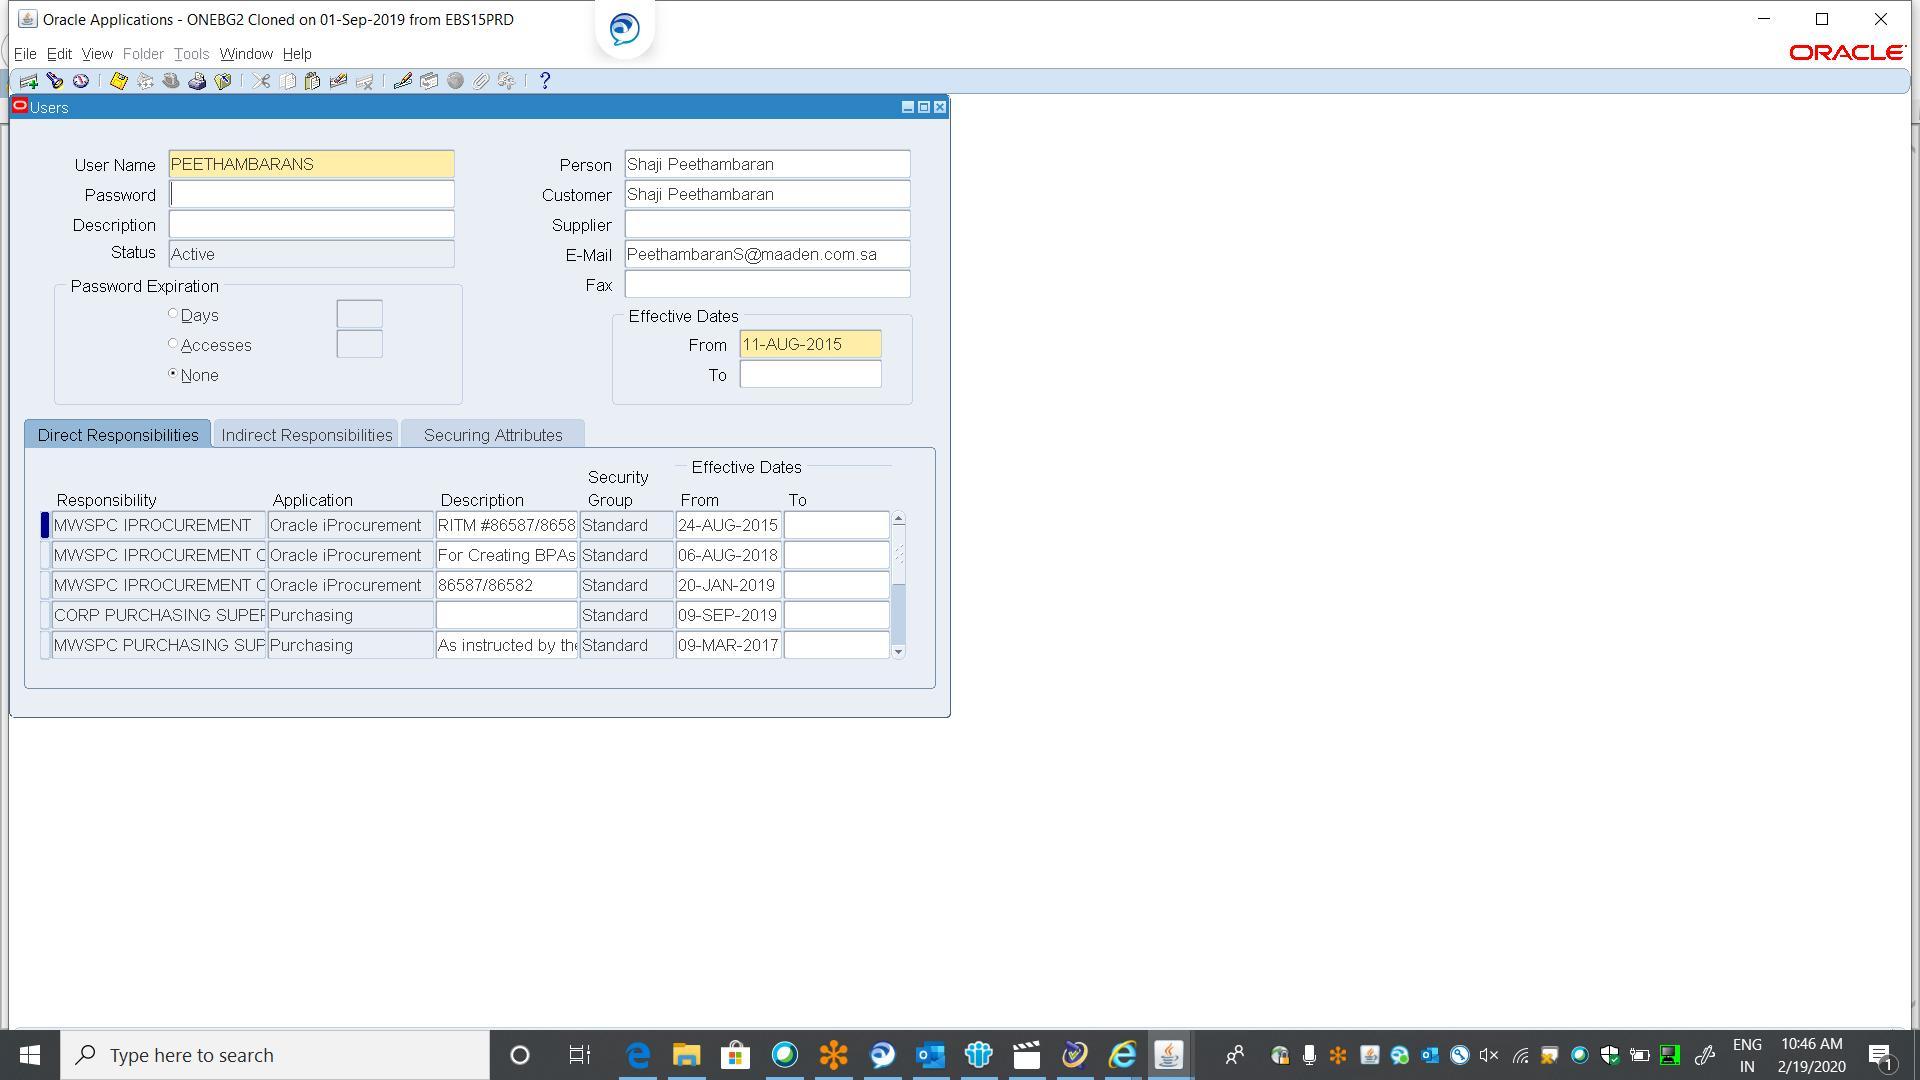 Oracle Applications - ONEBG2 Cloned on 01-Sep-2019 from EBS15PRD
File Edit View Folder Tools Window Help
ORACLE
Users
User Name PEETHAMBARANS
Person Shaji Peethambaran
Password
Customer Shaji Peethambaran
Description
Supplier
Status Active
E-Mail PeethambaranS@maaden.com.sa
Fax
Password Expiration
Days
Accesses
None
Effective Dates
From 11-AUG-2015
To
Direct Responsibilities Indirect Responsibilities Securing Attributes
Effective Dates
Responsibility Application Description Security Group From To
MWSPC IPROCUREMENT Oracle iProcurement RITM #86587/8658 Standard 24-AUG-2015
MWSPC IPROCUREMENT C Oracle iProcurement For Creating BPAs Standard 06-AUG-2018
MWSPC IPROCUREMENT C Oracle iProcurement 86587/86582 Standard 20-JAN-2019
CORP PURCHASING SUPER Purchasing Standard 09-SEP-2019
MWSPC PURCHASING SUP Purchasing As instructed by the Standard 09-MAR-2017
Type here to search
ENG
IN
10:46 AM
2/19/2020
1